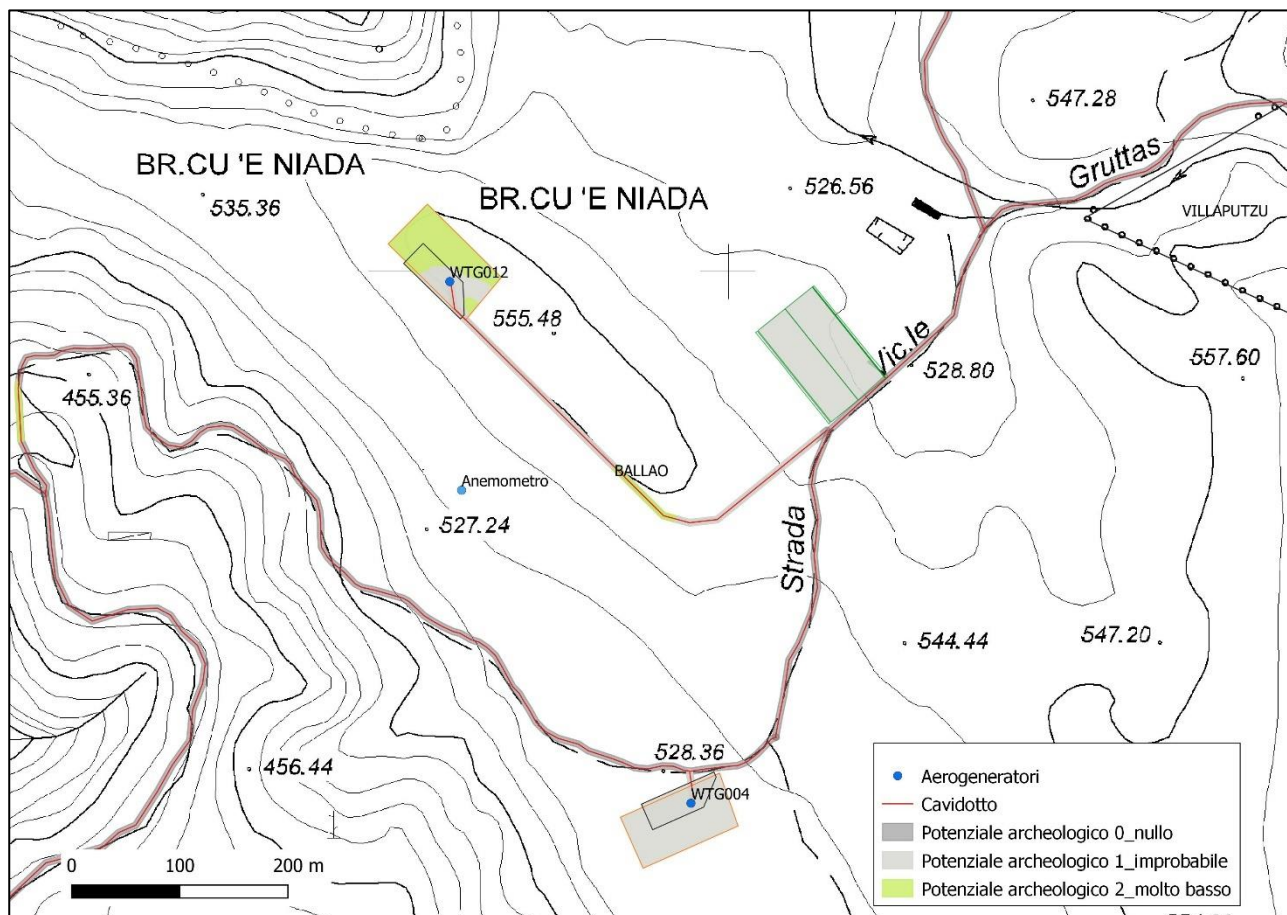 547.28
BR.CU 'E NIADA
BR.CU 'E NIADA
Gruttas
526.56
535.36
VILLAPUTZU
WTG012
555.48
Vic.le
528.80
557.60
455.36
BALLAO
Anemometro
527.24
Strada
544.44
547.20
528.36
456.44
WTG004
Aerogeneratori
Cavidotto
Potenziale archeologico 0_nullo
Potenziale archeologico 1_improbabile
Potenziale archeologico 2_molto basso
0 100 200 m